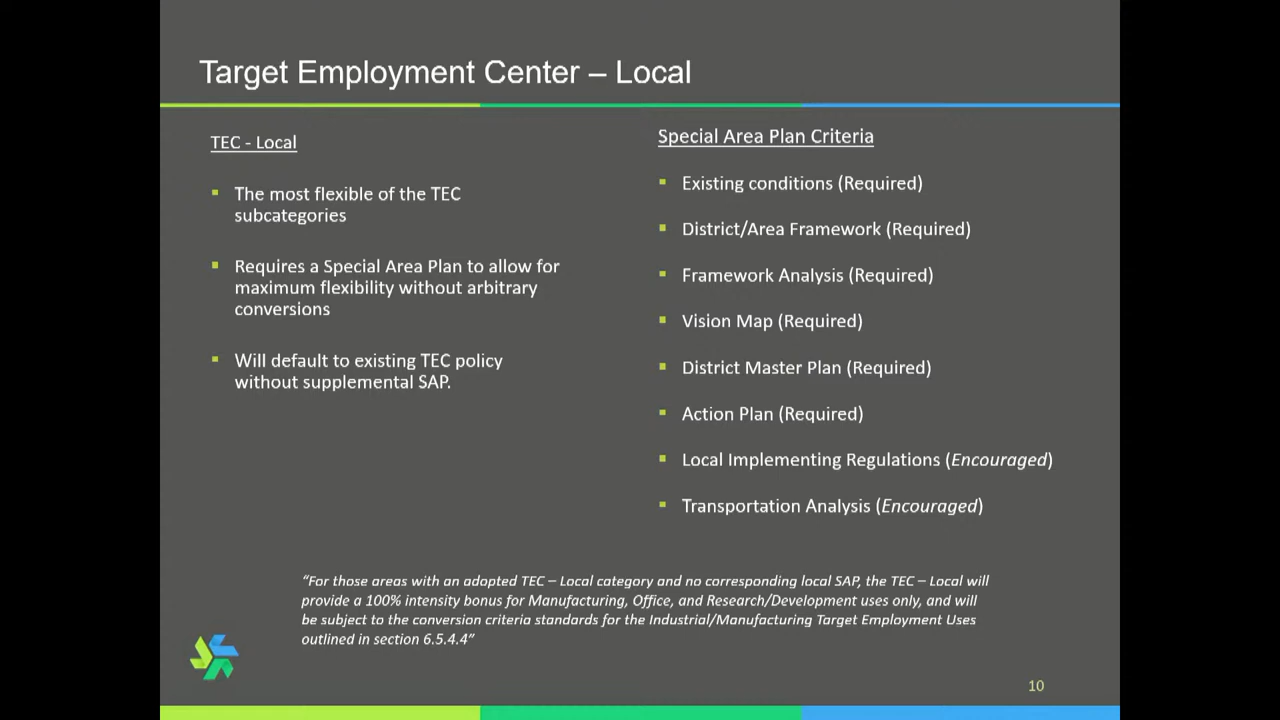 Target Employment Center – Local
TEC - Local
The most flexible of the TEC
subcategories
Requires a Special Area Plan to allow for
maximum flexibility without arbitrary
conversions
Will default to existing TEC policy
without supplemental SAP.
Special Area Plan Criteria
Existing conditions (Required)
District/Area Framework (Required)
Framework Analysis (Required)
Vision Map (Required)
District Master Plan (Required)
Action Plan (Required)
Local Implementing Regulations (Encouraged)
Transportation Analysis (Encouraged)
“For those areas with an adopted TEC – Local category and no corresponding local SAP, the TEC – Local will
provide a 100% intensity bonus for Manufacturing, Office, and Research/Development uses only, and will
be subject to the conversion criteria standards for the Industrial/Manufacturing Target Employment Uses
outlined in section 6.5.4.4”
10